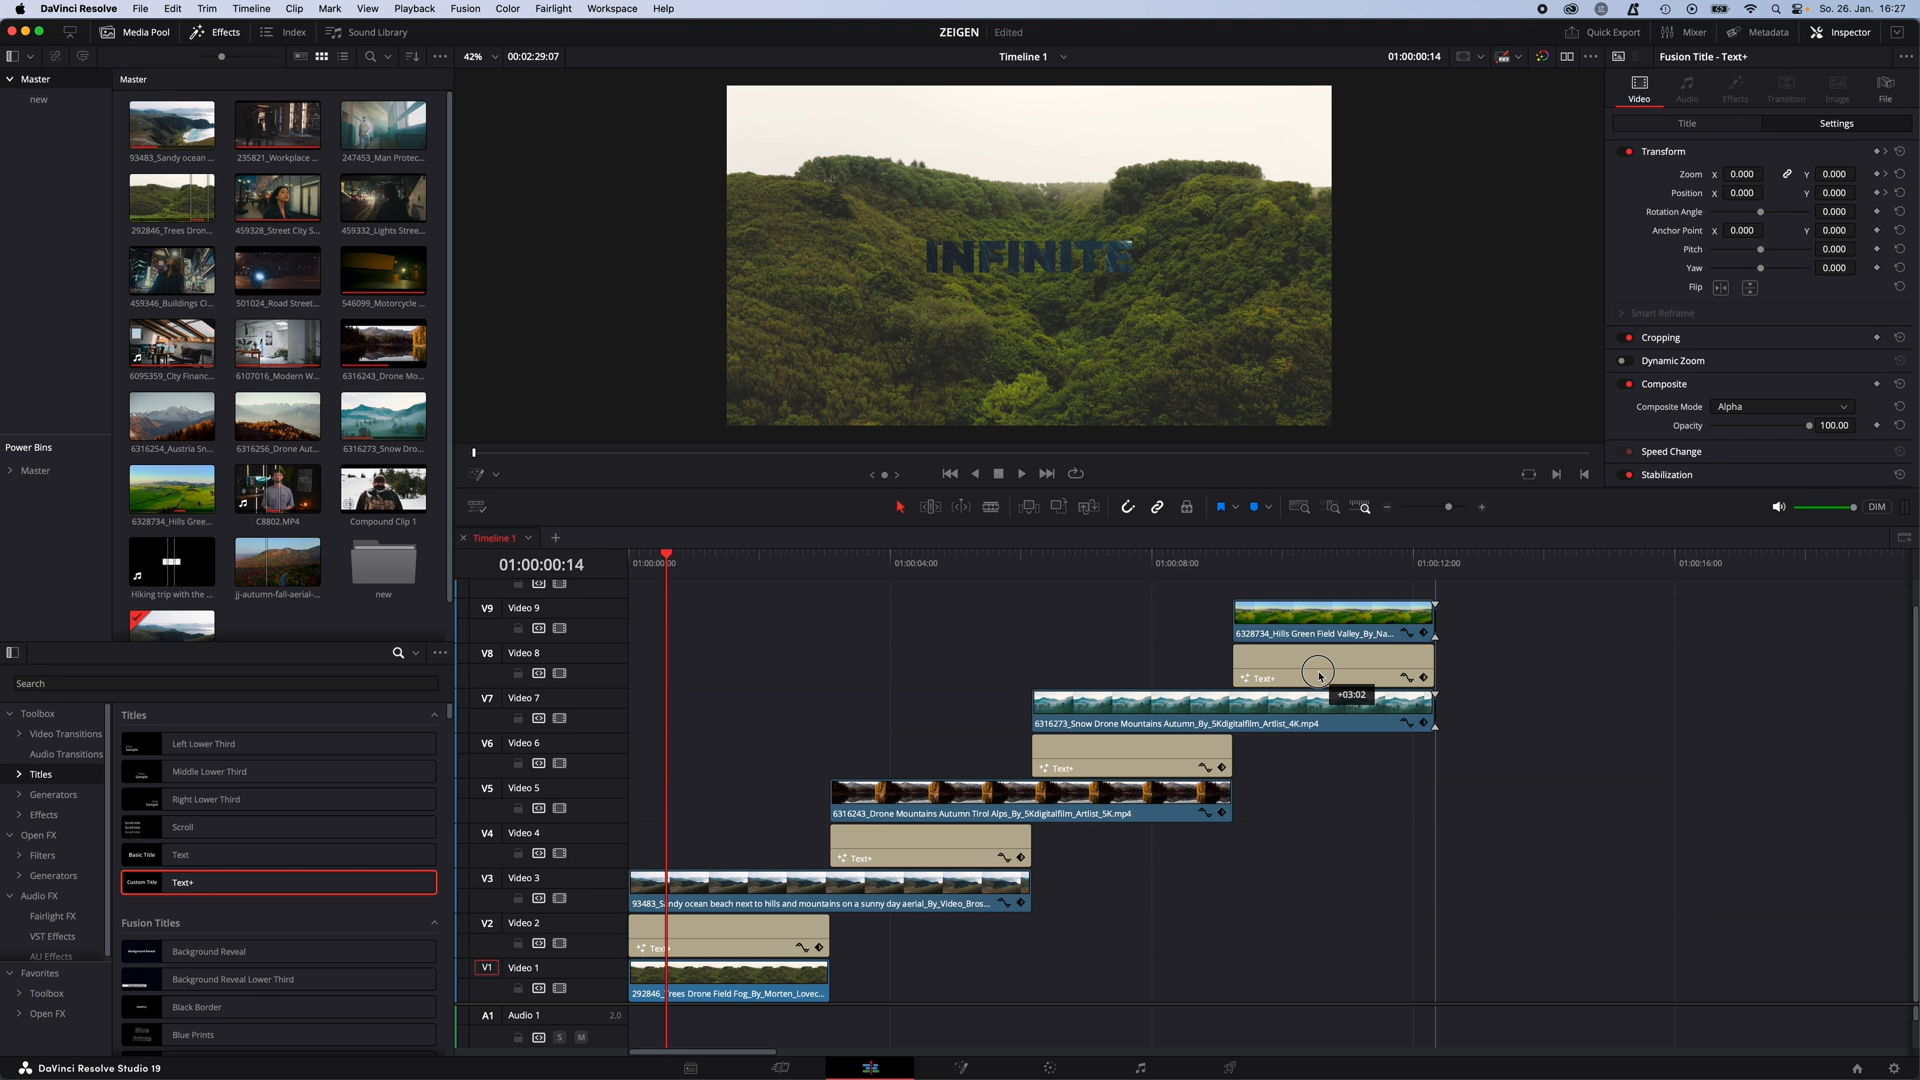 DaVinci Resolve File Edit Trim Timeline Clip Mark View Playback Fusion Color Fairlight Workspace Help
So. 26. Jan. 16:27
Media Pool Effects Index Sound Library
ZEIGEN Edited
Quick Export Mixer Metadata Inspector
42% 00:02:29:07
Timeline 1
01:00:00:14
Fusion Title - Text+
Master
new
Master
93483_Sandy ocean ... 235821_Workplace ... 247453_Man Protec...
292846_Trees Dron... 459328_Street City S... 459332_Lights Stree...
459346_Buildings Cl... 501024_Road Street... 546099_Motorcycle ...
6095359_City Financ... 6107016_Modern W... 6316243_Drone Mo...
6316254_Austria Sn... 6316256_Drone Aut... 6316273_Snow Dro...
6328734_Hills Gree... C8802.MP4 Compound Clip 1
Hiking trip with the ... jj-autumn-fall-aerial-... new
Power Bins
Master
INFINITE
Video Audio Effects Transition Image File
Title Settings
Transform
Zoom X 0.000 Y 0.000
Position X 0.000 Y 0.000
Rotation Angle 0.000
Anchor Point X 0.000 Y 0.000
Pitch 0.000
Yaw 0.000
Flip
Smart Reframe
Cropping
Dynamic Zoom
Composite
Composite Mode Alpha
Opacity 100.00
Speed Change
Stabilization
DIM
Search
Toolbox
Video Transitions
Audio Transitions
Titles
Generators
Effects
Open FX
Filters
Generators
Audio FX
Fairlight FX
VST Effects
AU Effects
Favorites
Toolbox
Open FX
Titles
Left Lower Third
Middle Lower Third
Right Lower Third
Scroll
Basic Title Text
Custom Title Text+
Fusion Titles
Background Reveal
Background Reveal Lower Third
Black Border
Blue Prints Blue Prints
Timeline 1
01:00:00:14
01:00:00:00 01:00:04:00 01:00:08:00 01:00:12:00 01:00:16:00
V9 Video 9
6328734_Hills Green Field Valley_By_Na...
V8 Video 8
Text+
+03:02
V7 Video 7
6316273_Snow Drone Mountains Autumn_By_5Kdigitalfilm_Artlist_4K.mp4
V6 Video 6
Text+
V5 Video 5
6316243_Drone Mountains Autumn Tirol Alps_By_5Kdigitalfilm_Artlist_5K.mp4
V4 Video 4
Text+
V3 Video 3
93483_Sandy ocean beach next to hills and mountains on a sunny day aerial_By_Video_Bros...
V2 Video 2
Text+
V1 Video 1
292846_Trees Drone Field Fog_By_Morten_Lovec...
A1 Audio 1 2.0
S M
DaVinci Resolve Studio 19